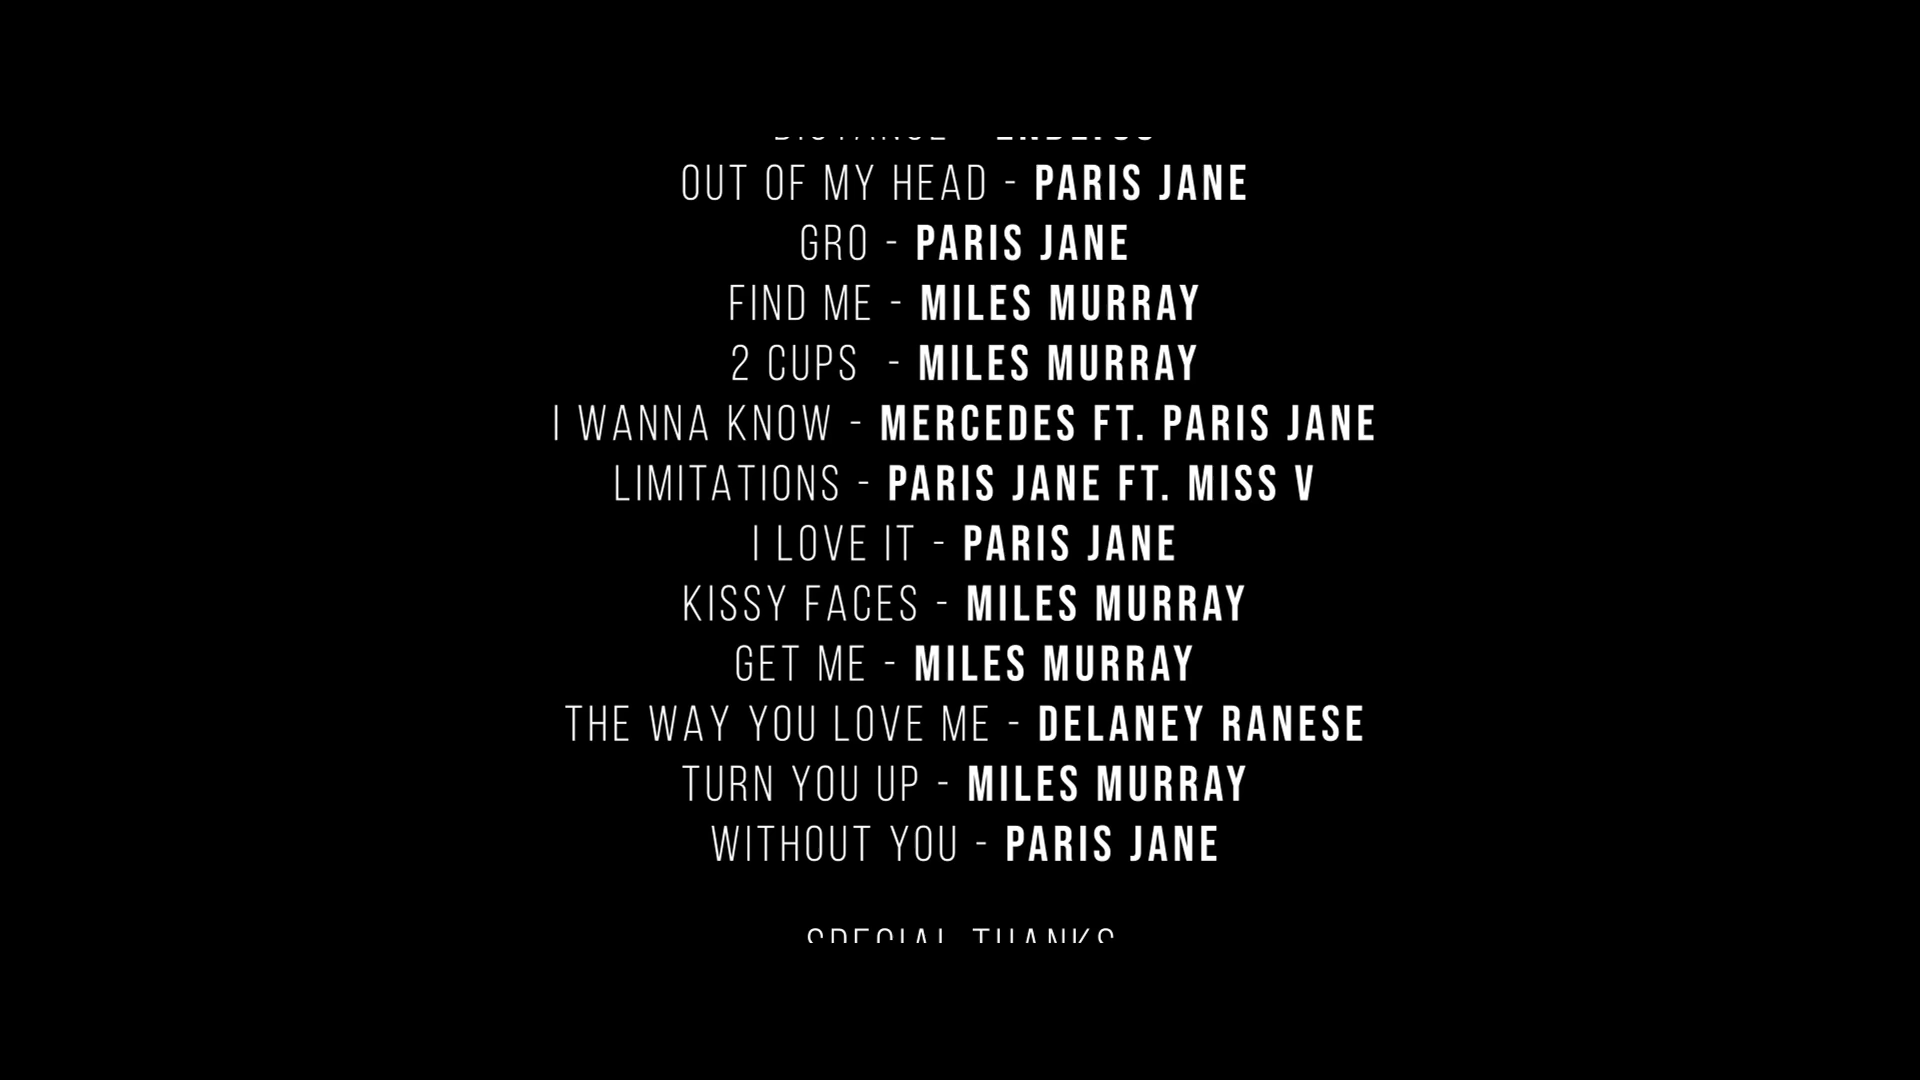 OUT OF MY HEAD - PARIS JANE
GRO - PARIS JANE
FIND ME - MILES MURRAY
2 CUPS - MILES MURRAY
I WANNA KNOW - MERCEDES FT. PARIS JANE
LIMITATIONS - PARIS JANE FT. MISS V
I LOVE IT - PARIS JANE
KISSY FACES - MILES MURRAY
GET ME - MILES MURRAY
THE WAY YOU LOVE ME - DELANEY RANESE
TURN YOU UP - MILES MURRAY
WITHOUT YOU - PARIS JANE
SPECIAL THANKS